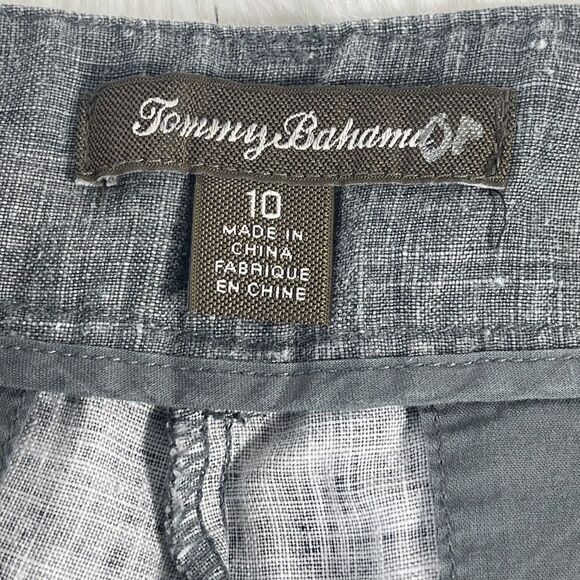 Tommy Bahama
10
MADE IN
CHINA
FABRIQUE
EN CHINE